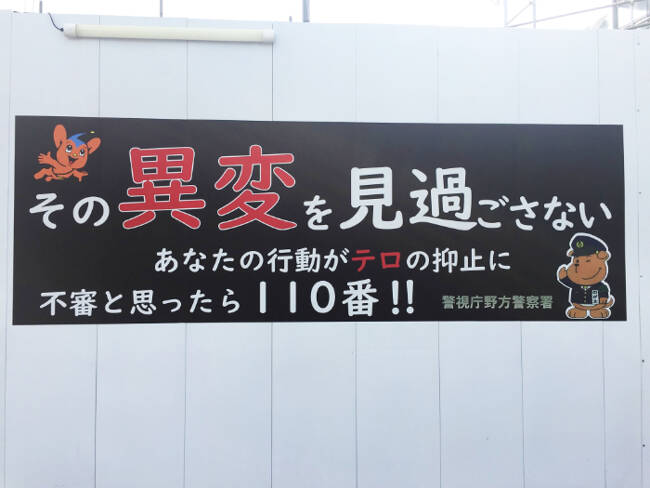 その異変を見過ごさない
あなたの行動がテロの抑止に
不審と思ったら110番!!
警視庁野方警察署